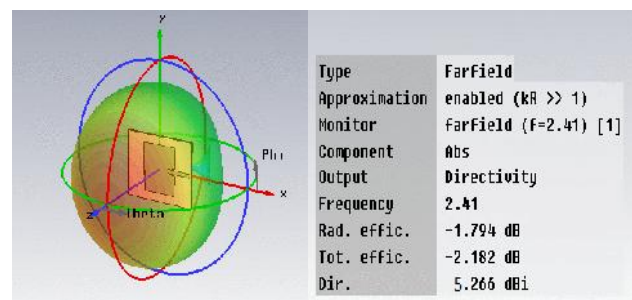 y
Phi
x
z
Theta
Type Farfield
Approximation enabled (kR >> 1)
Monitor farfield (f=2.41) [1]
Component Abs
Output Directivity
Frequency 2.41
Rad. effic. -1.794 dB
Tot. effic. -2.182 dB
Dir. 5.266 dBi